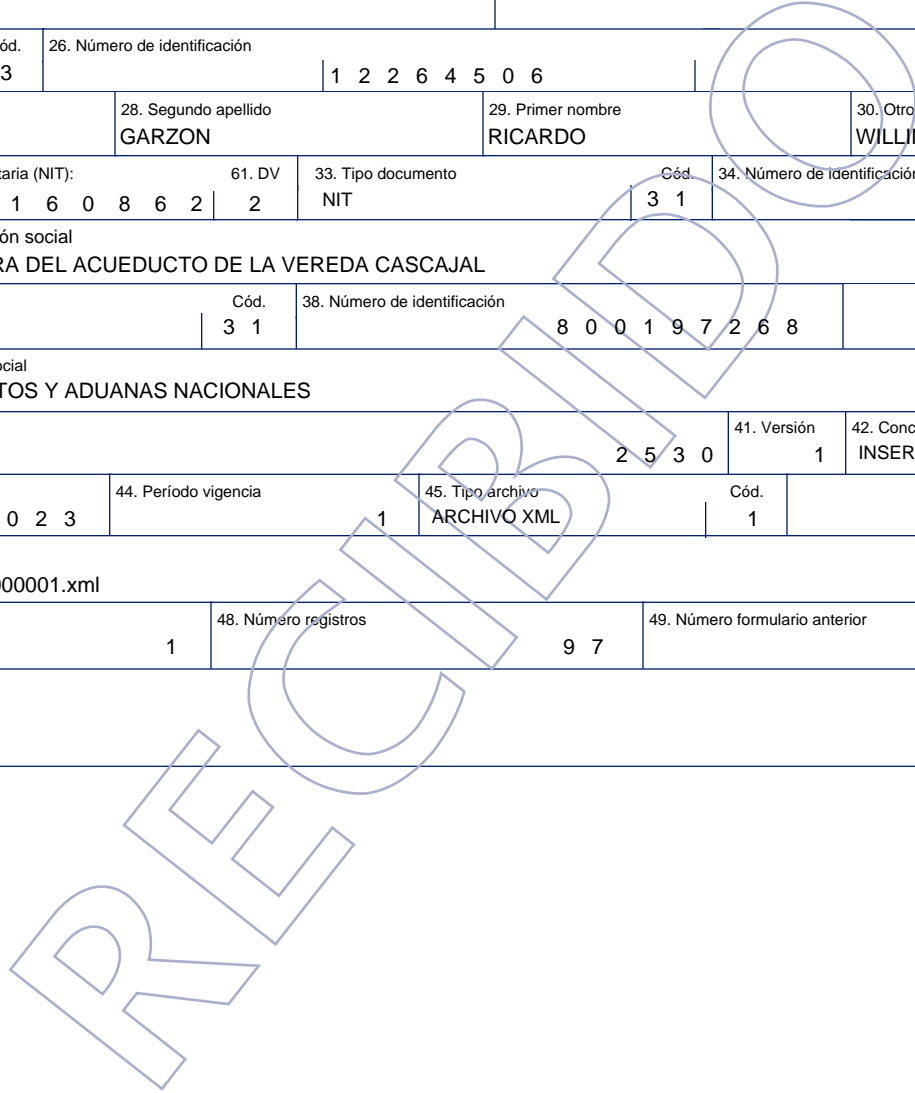 ód. 26. Número de identificación
3 1 2 2 6 4 5 0 6
28. Segundo apellido 29. Primer nombre 30. Otro
GARZON RICARDO
taria (NIT): 61. DV 33. Tipo documento Cód. 34. Número de identificación
1 6 0 8 6 2 2 NIT 3 1
ón social
RA DEL ACUEDUCTO DE LA VEREDA CASCAJAL
Cód. 38. Número de identificación
3 1 8 0 0 1 9 7 2 6 8
ocial
TOS Y ADUANAS NACIONALES
41. Versión 42. Conc
2 5 3 0 1 INSER
44. Período vigencia 45. Tipo archivo Cód.
0 2 3 1 ARCHIVO XML 1
000001.xml
48. Número registros 49. Número formulario anterior
1 9 7
RECIBIDO